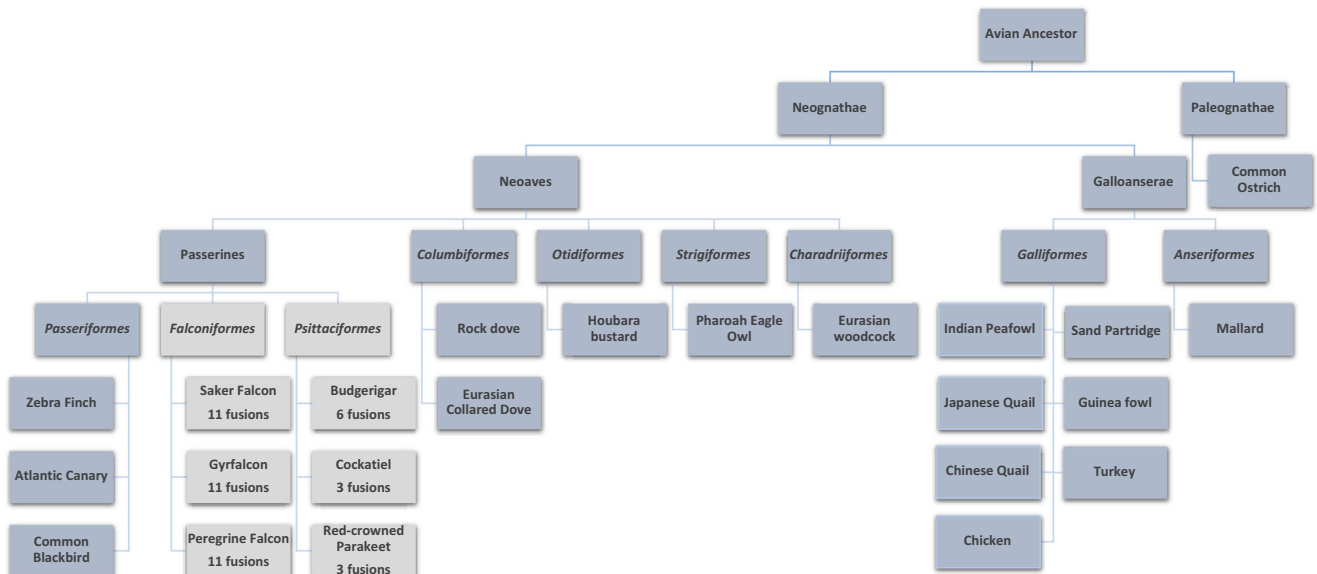 Avian Ancestor
Neognathae
Paleognathae
Neoaves
Galloanserae
Common
Ostrich
Passerines
Columbiformes
Otidiformes
Strigiformes
Charadriiformes
Galliformes
Anseriformes
Passeriformes
Falconiformes
Psittaciformes
Rock dove
Houbara
bustard
Pharoah Eagle
Owl
Eurasian
woodcock
Indian Peafowl
Sand Partridge
Mallard
Zebra Finch
Saker Falcon
11 fusions
Budgerigar
6 fusions
Eurasian
Collared Dove
Japanese Quail
Guinea fowl
Atlantic Canary
Gyrfalcon
11 fusions
Cockatiel
3 fusions
Chinese Quail
Turkey
Common
Blackbird
Peregrine Falcon
11 fusions
Red-crowned
Parakeet
3 fusions
Chicken